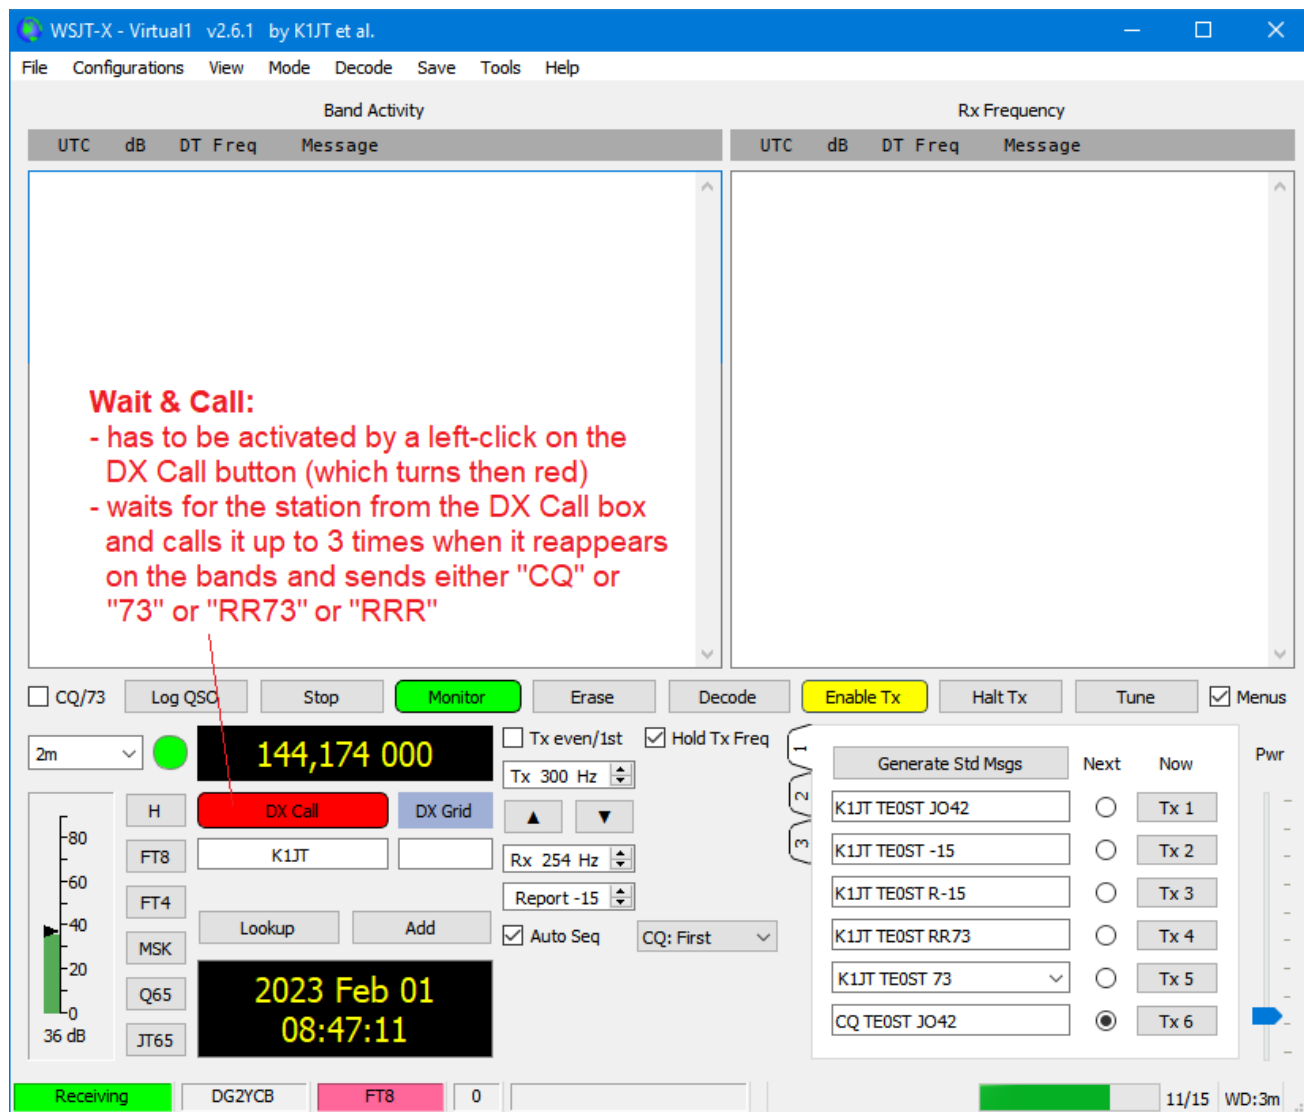 WSJT-X - Virtual1 v2.6.1 by K1JT et al.
File Configurations View Mode Decode Save Tools Help
Band Activity
Rx Frequency
UTC dB DT Freq Message
UTC dB DT Freq Message
Wait & Call:
- has to be activated by a left-click on the
DX Call button (which turns then red)
- waits for the station from the DX Call box
and calls it up to 3 times when it reappears
on the bands and sends either "CQ" or
"73" or "RR73" or "RRR"
CQ/73 Log QSO Stop Monitor Erase Decode Enable Tx Halt Tx Tune Menus
2m
144,174 000
Tx even/1st Hold Tx Freq
Tx 300 Hz
H
DX Call DX Grid
FT8
K1JT
Rx 254 Hz
FT4
Report -15
Lookup Add
Auto Seq CQ: First
MSK
Q65
JT65
2023 Feb 01
08:47:11
-80
-60
-40
-20
-0
36 dB
1
2
3
Generate Std Msgs Next Now
Pwr
K1JT TE0ST JO42 Tx 1
K1JT TE0ST -15 Tx 2
K1JT TE0ST R-15 Tx 3
K1JT TE0ST RR73 Tx 4
K1JT TE0ST 73 Tx 5
CQ TE0ST JO42 Tx 6
Receiving DG2YCB FT8 0 11/15 WD:3m